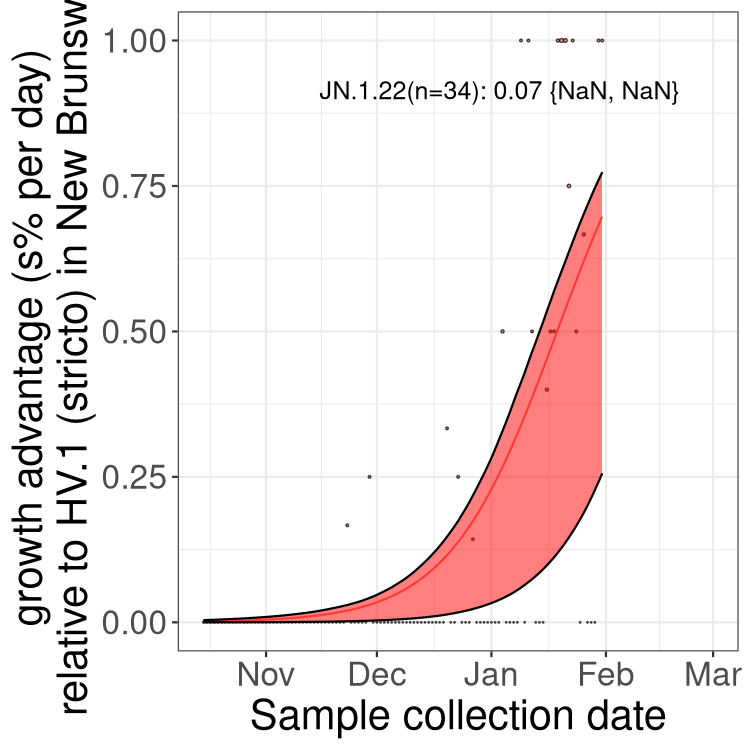 growth advantage (s% per day)
relative to HV.1 (stricto) in New Brunsw
1.00
0.75
0.50
0.25
0.00
JN.1.22(n=34): 0.07 {NaN, NaN}
Nov Dec Jan Feb Mar
Sample collection date